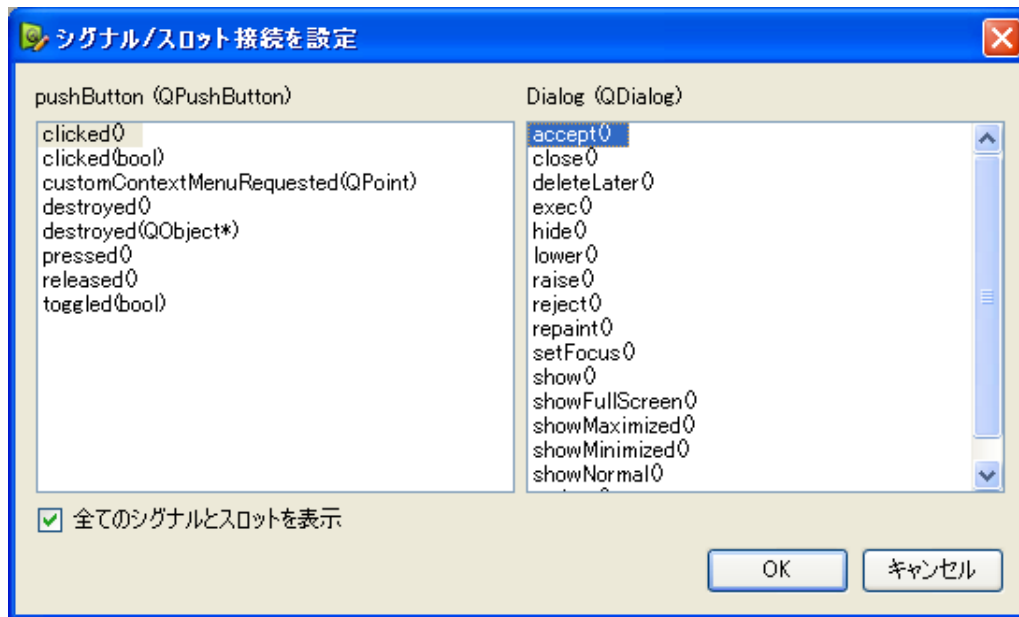 シグナル/スロット接続を設定
pushButton (QPushButton)
clicked()
clicked(bool)
customContextMenuRequested(QPoint)
destroyed()
destroyed(QObject*)
pressed()
released()
toggled(bool)
Dialog (QDialog)
accept()
close()
deleteLater()
exec()
hide()
lower()
raise()
reject()
repaint()
setFocus()
show()
showFullScreen()
showMaximized()
showMinimized()
showNormal()
全てのシグナルとスロットを表示
OK
キャンセル